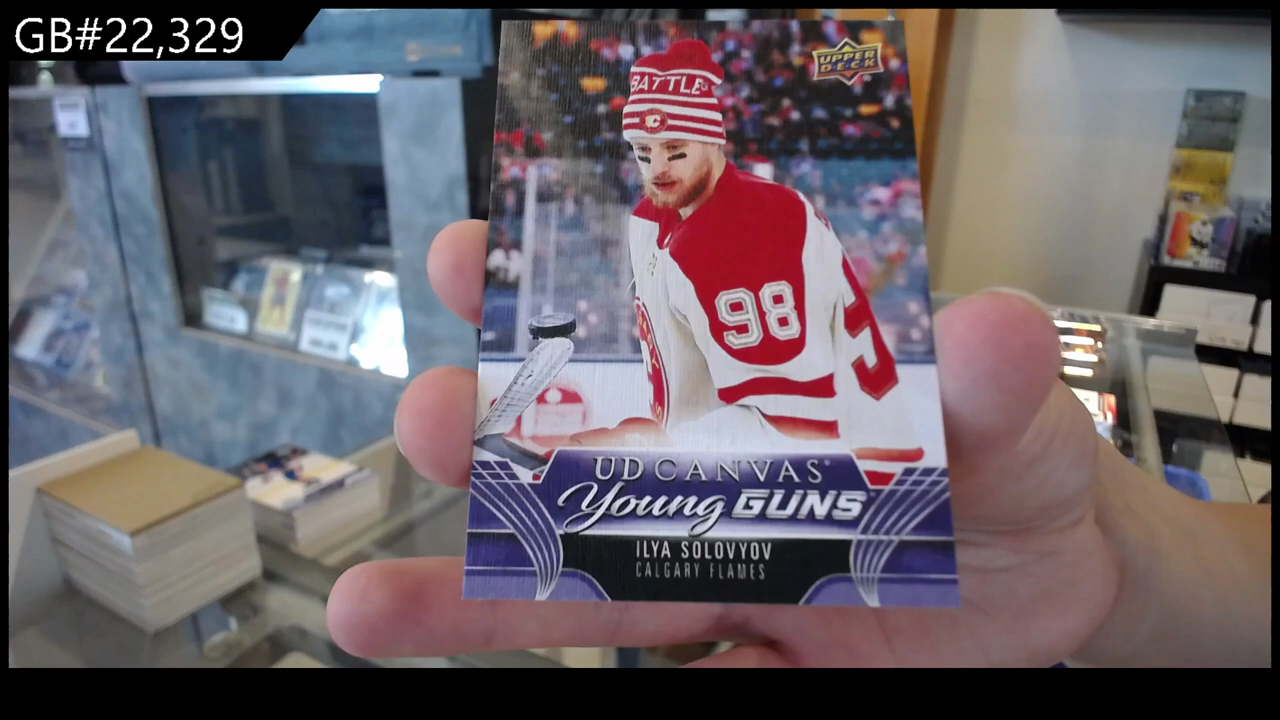 GB#22,329
UPPER
DECK
BATTLE
98
UD CANVAS
Young GUNS
ILYA SOLOVYOV
CALGARY FLAMES